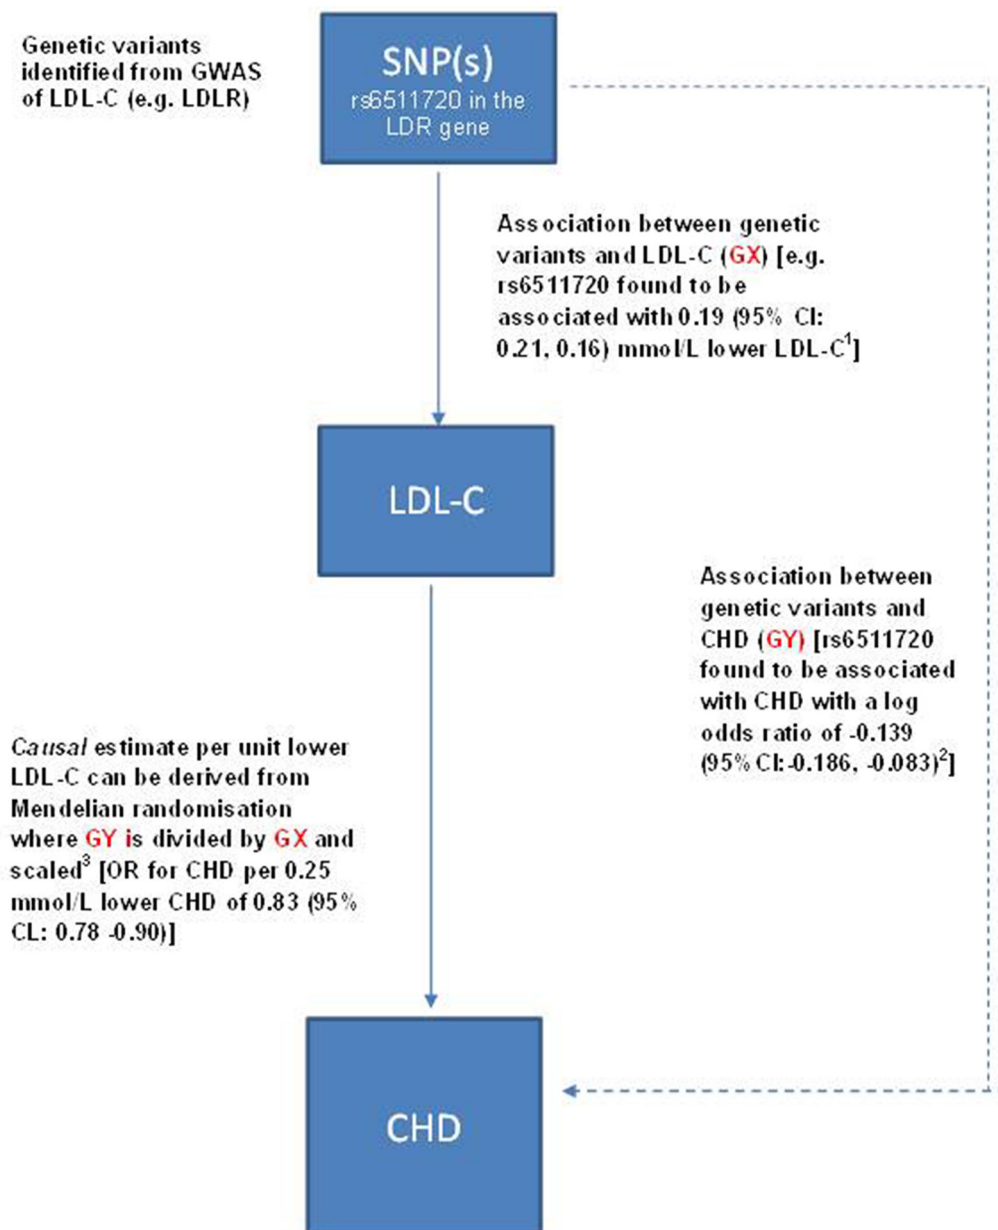 Genetic variants
identified from GWAS
of LDL-C (e.g. LDLR)
SNP(s)
rs6511720 in the
LDR gene
Association between genetic
variants and LDL-C (GX) [e.g.
rs6511720 found to be
associated with 0.19 (95% CI:
0.21, 0.16) mmol/L lower LDL-C¹]
LDL-C
Association between
genetic variants and
CHD (GY) [rs6511720
found to be associated
with CHD with a log
odds ratio of -0.139
(95% CI:-0.186, -0.083)²]
Causal estimate per unit lower
LDL-C can be derived from
Mendelian randomisation
where GY is divided by GX and
scaled³ [OR for CHD per 0.25
mmol/L lower CHD of 0.83 (95%
CL: 0.78 -0.90)]
CHD